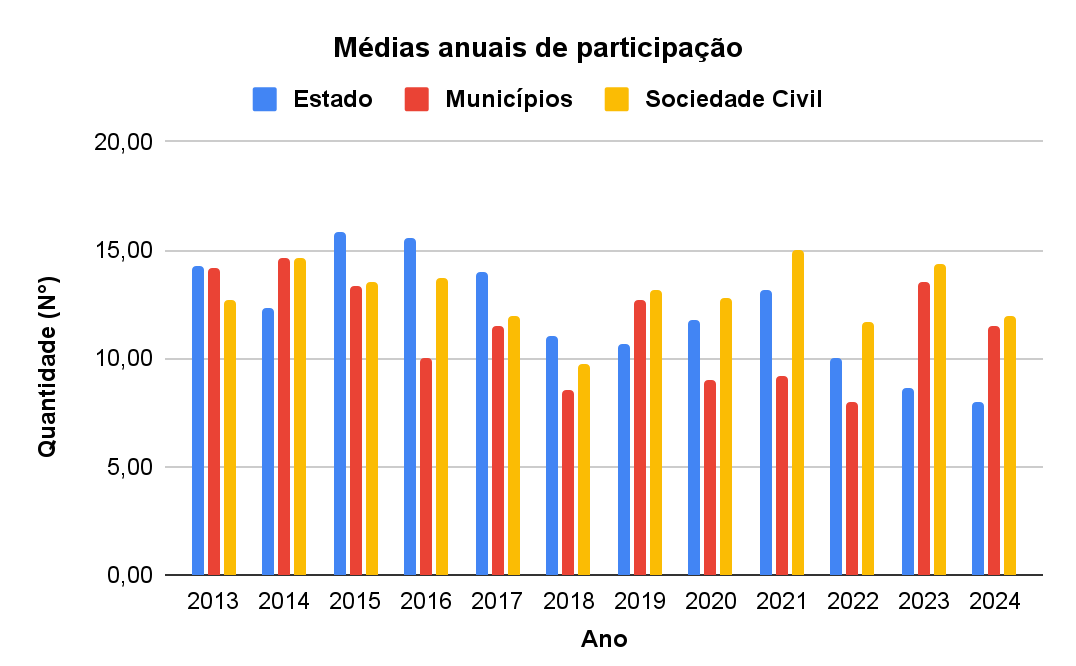 Médias anuais de participação
Estado Municípios Sociedade Civil
20,00
15,00
10,00
5,00
0,00
Quantidade (N°)
2013 2014 2015 2016 2017 2018 2019 2020 2021 2022 2023 2024
Ano